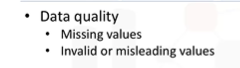 • Data quality
• Missing values
• Invalid or misleading values